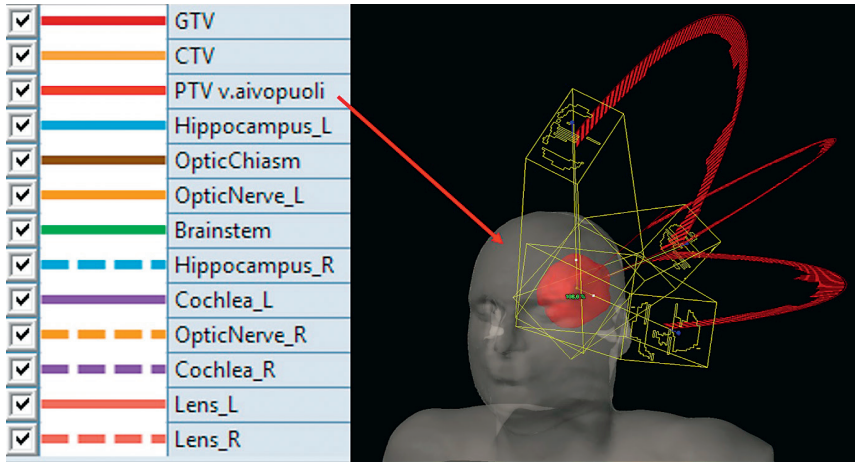 GTV
CTV
PTV v.aivopuoli
Hippocampus_L
OpticChiasm
OpticNerve_L
Brainstem
Hippocampus_R
Cochlea_L
OpticNerve_R
Cochlea_R
Lens_L
Lens_R